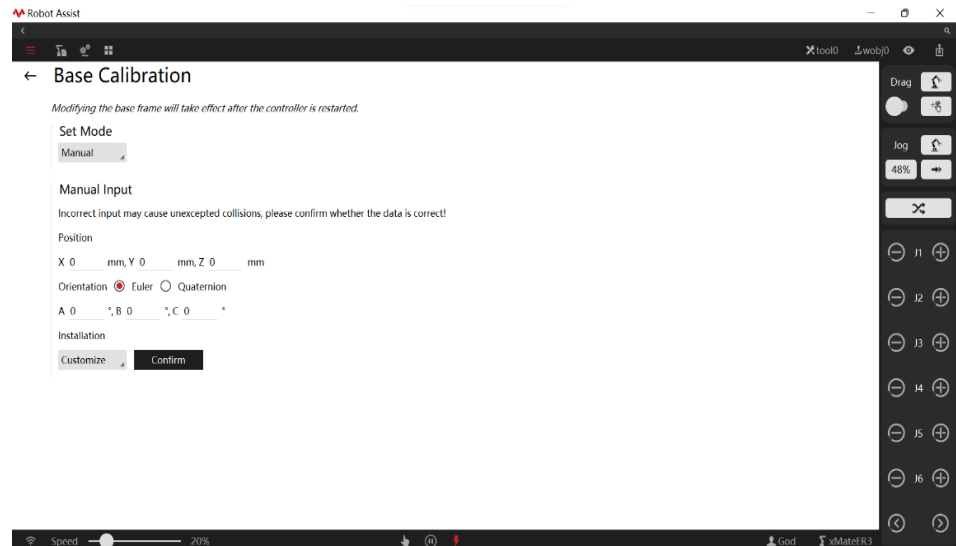 Robot Assist
tool0 wobj0
Base Calibration
Modifying the base frame will take effect after the controller is restarted.
Set Mode
Manual
Manual Input
Incorrect input may cause unexcepted collisions, please confirm whether the data is correct!
Position
X 0 mm, Y 0 mm, Z 0 mm
Orientation Euler Quaternion
A 0 °, B 0 °, C 0 °
Installation
Customize Confirm
Drag
Jog
48%
J1
J2
J3
J4
J5
J6
Speed 20% God xMateER3